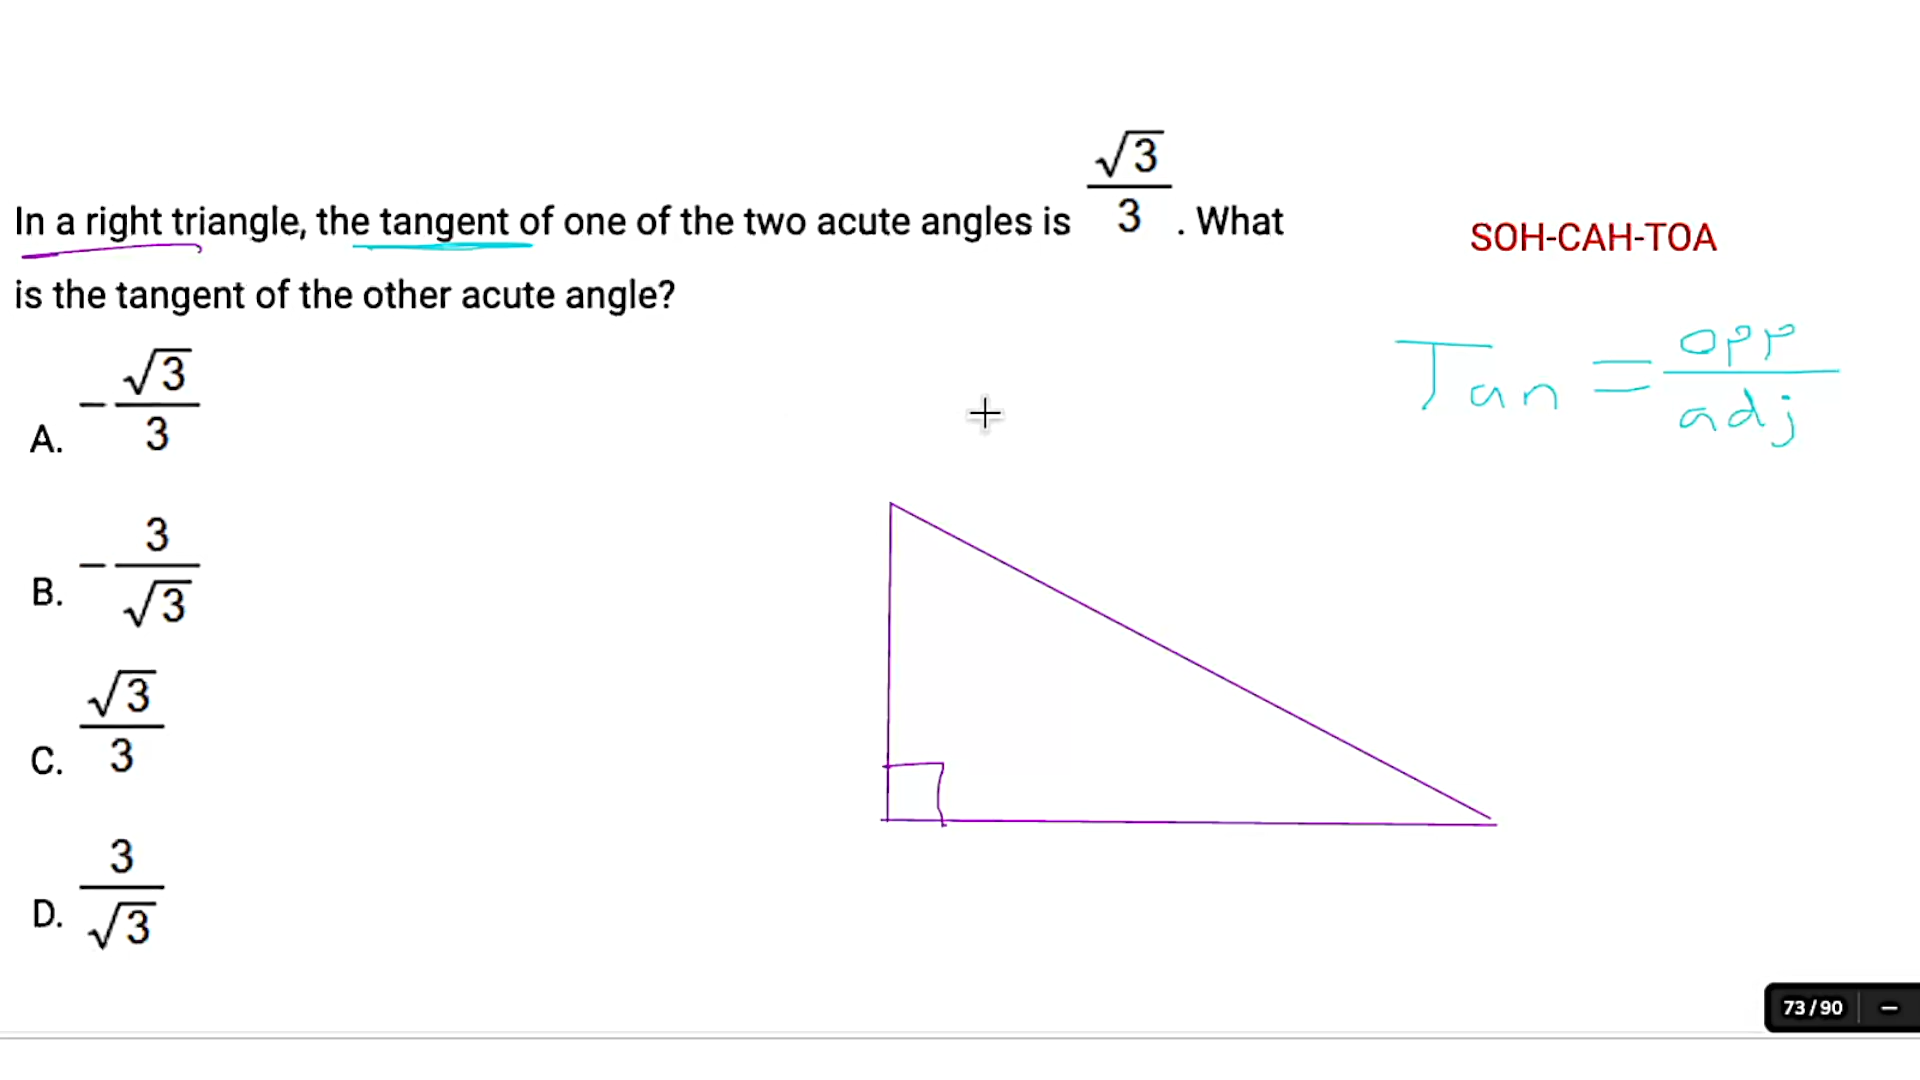 In a right triangle, the tangent of one of the two acute angles is √3/3 . What
is the tangent of the other acute angle?
A. -√3/3
B. -3/√3
C. √3/3
D. 3/√3
SOH-CAH-TOA
Tan = opp/adj
73/90